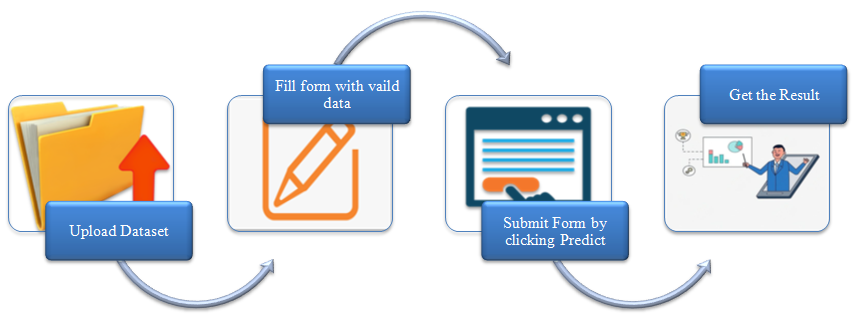 Upload Dataset
Fill form with vaild
data
Submit Form by
clicking Predict
Get the Result